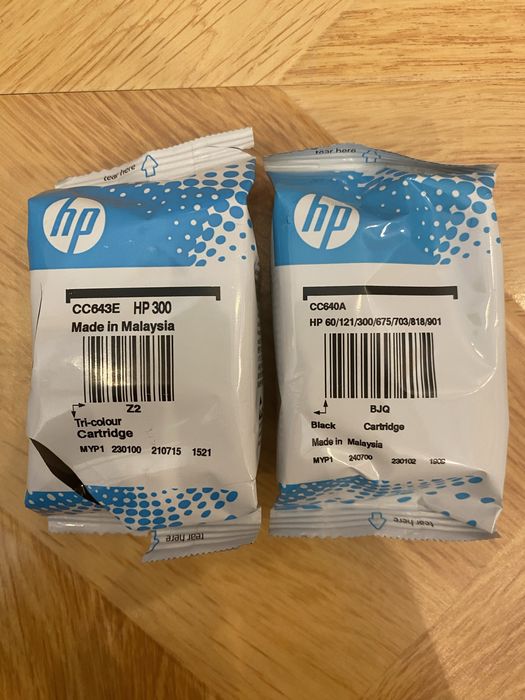 tear here
hp
CC643E HP 300
Made in Malaysia
Z2
Tri-colour
Cartridge
MYP1 230100 210715 1521
tear here
tear here
hp
CC640A
HP 60/121/300/675/703/818/901
BJQ
Black Cartridge
Made in Malaysia
MYP1 240700 230102
tear here